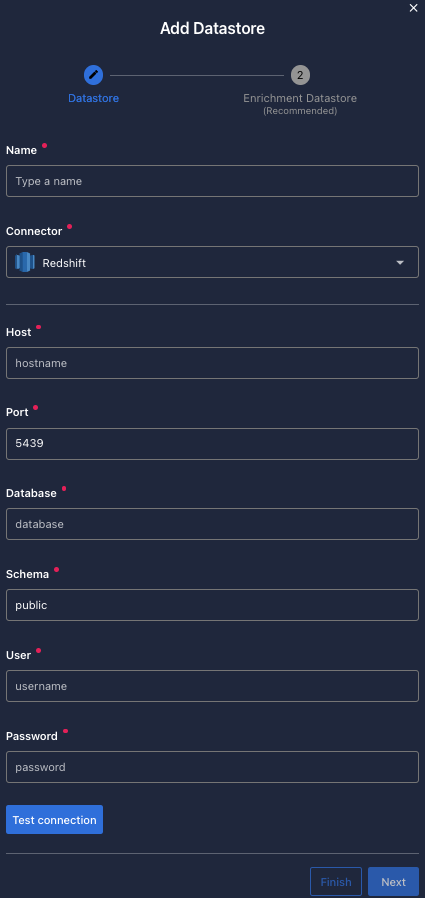 Add Datastore
2
Datastore
Enrichment Datastore
(Recommended)
Name
Type a name
Connector
Redshift
Host
hostname
Port
5439
Database
database
Schema
public
User
username
Password
password
Test connection
Finish
Next